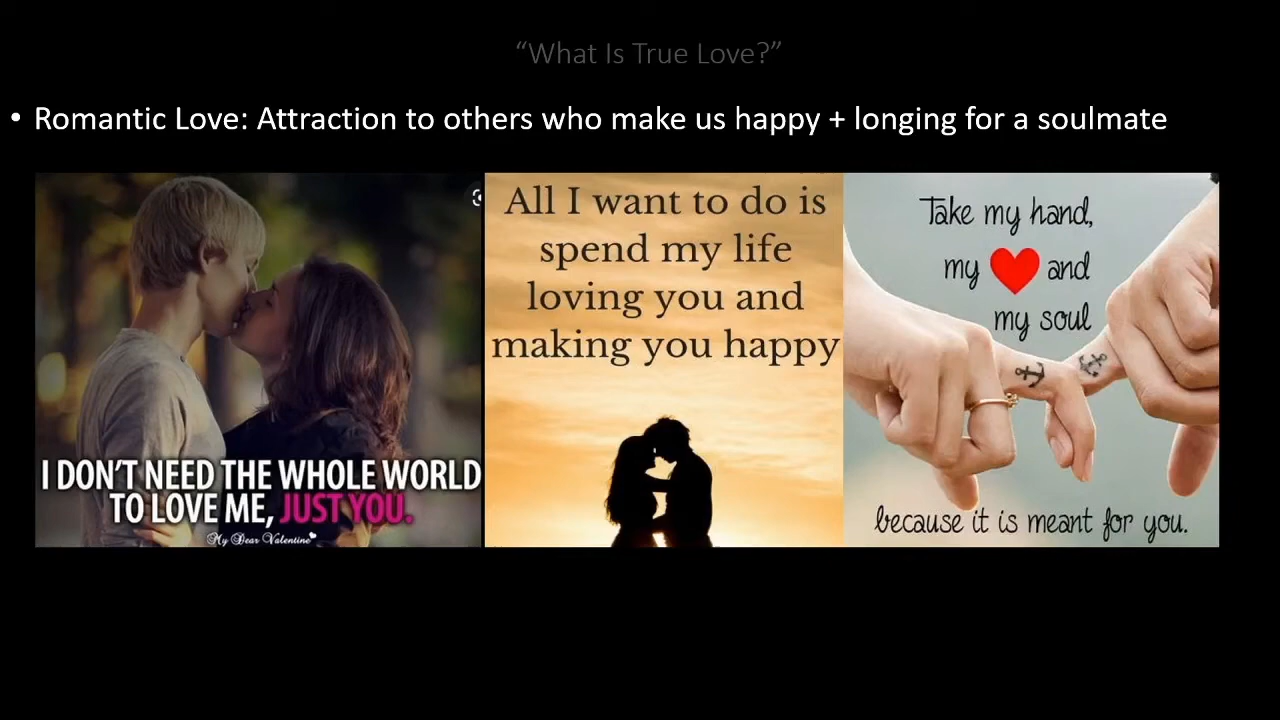 “What Is True Love?”
• Romantic Love: Attraction to others who make us happy + longing for a soulmate
I DON'T NEED THE WHOLE WORLD
TO LOVE ME, JUST YOU.
My Dear Valentine
All I want to do is
spend my life
loving you and
making you happy
Take my hand,
my ❤ and
my soul
because it is meant for you.